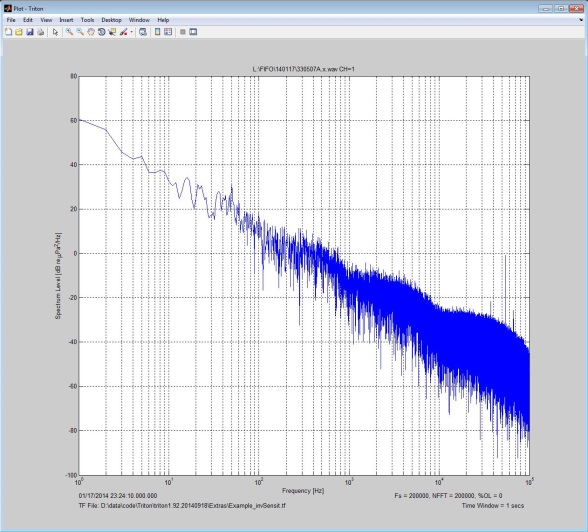 Plot - Triton
File Edit View Insert Tools Desktop Window Help
L:\FIFO\140117\330507A.x.wav CH=1
80
60
40
20
0
-20
-40
-60
-80
-100
Spectrum Level [dB re µPa²/Hz]
10⁰ 10¹ 10² 10³ 10⁴ 10⁵
Frequency [Hz]
01/17/2014 23:24:10.000.000
Fs = 200000, NFFT = 200000, %OL = 0
TF File: D:\data\code\Triton\triton1.92.20140918\Extras\Example_invSensit.tf
Time Window = 1 secs